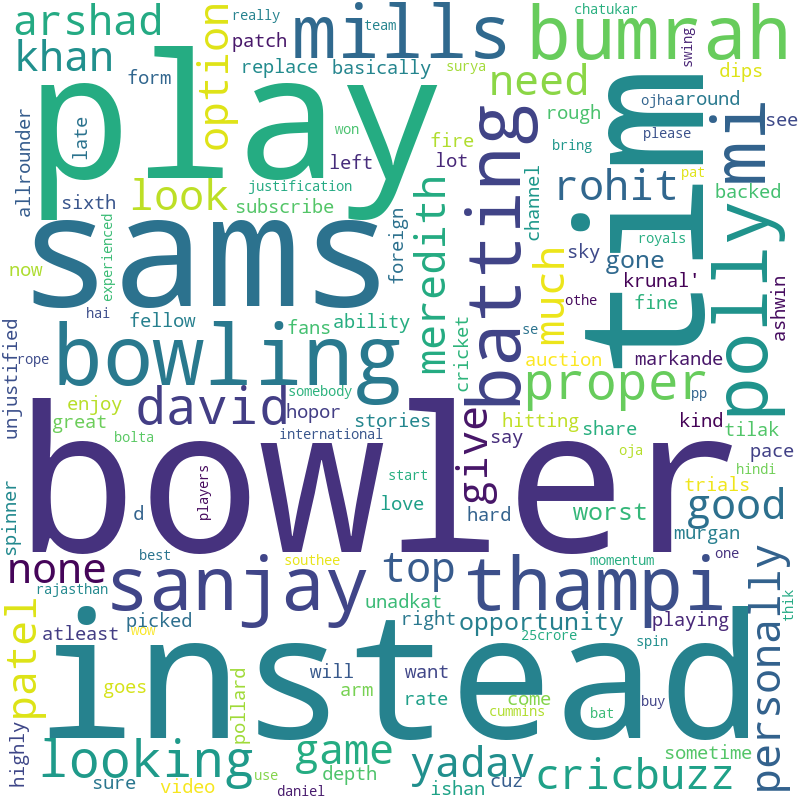 arshad
mills
bumrah
really
team
chatukar
swing
khan
option
patch
form
replace
basically
surya
need
dips
play
allrounder
late
won
fire
left
lot
batting
ojha
around
please
mi
see
tim
rough
bring
pat
sixth
look
justification
subscribe
meredith
channel
rohit
backed
polly
experienced
foreign
royals
now
sams
much
sky
gone
krunal'
othe
fine
ashwin
hai
fellow
fans
ability
cricket
se
unjustified
rope
bowling
auction
markande
proper
pp
enjoy
great
david
somebody
hopor
international
stories
give
hitting
say
share
kind
tilak
bolta
bowler
players
start
love
oja
hindi
pace
trials
spinner
d
hard
worst
good
murgan
none
best
southee
top
momentum
one
rajasthan
sanjay
thampi
thik
unadkat
patel
picked
right
opportunity
playing
personally
atleast
wow
25crore
spin
instead
goes
pollard
will
want
arm
rate
come
cummins
bat
buy
highly
looking
game
yadav
sometime
sure
video
use
depth
daniel
ishan
cuz
cricbuzz